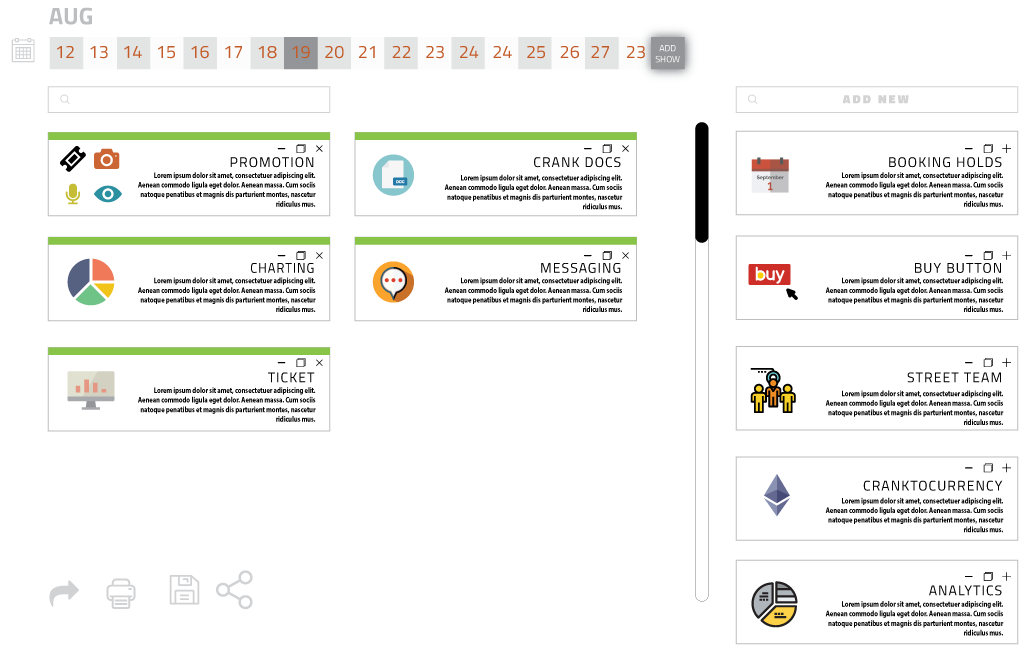 AUG
12 13 14 15 16 17 18 19 20 21 22 23 24 24 25 26 27 23 ADD SHOW
ADD NEW
PROMOTION
Lorem ipsum dolor sit amet, consectetuer adipiscing elit.
Aenean commodo ligula eget dolor. Aenean massa. Cum sociis
natoque penatibus et magnis dis parturient montes, nascetur
ridiculus mus.
CRANK DOCS
DOC
Lorem ipsum dolor sit amet, consectetuer adipiscing elit.
Aenean commodo ligula eget dolor. Aenean massa. Cum sociis
natoque penatibus et magnis dis parturient montes, nascetur
ridiculus mus.
BOOKING HOLDS
September
1
Lorem ipsum dolor sit amet, consectetuer adipiscing elit.
Aenean commodo ligula eget dolor. Aenean massa. Cum sociis
natoque penatibus et magnis dis parturient montes, nascetur
ridiculus mus.
CHARTING
Lorem ipsum dolor sit amet, consectetuer adipiscing elit.
Aenean commodo ligula eget dolor. Aenean massa. Cum sociis
natoque penatibus et magnis dis parturient montes, nascetur
ridiculus mus.
MESSAGING
Lorem ipsum dolor sit amet, consectetuer adipiscing elit.
Aenean commodo ligula eget dolor. Aenean massa. Cum sociis
natoque penatibus et magnis dis parturient montes, nascetur
ridiculus mus.
BUY BUTTON
buy
Lorem ipsum dolor sit amet, consectetuer adipiscing elit.
Aenean commodo ligula eget dolor. Aenean massa. Cum sociis
natoque penatibus et magnis dis parturient montes, nascetur
ridiculus mus.
TICKET
Lorem ipsum dolor sit amet, consectetuer adipiscing elit.
Aenean commodo ligula eget dolor. Aenean massa. Cum sociis
natoque penatibus et magnis dis parturient montes, nascetur
ridiculus mus.
STREET TEAM
Lorem ipsum dolor sit amet, consectetuer adipiscing elit.
Aenean commodo ligula eget dolor. Aenean massa. Cum sociis
natoque penatibus et magnis dis parturient montes, nascetur
ridiculus mus.
CRANKTOCURRENCY
Lorem ipsum dolor sit amet, consectetuer adipiscing elit.
Aenean commodo ligula eget dolor. Aenean massa. Cum sociis
natoque penatibus et magnis dis parturient montes, nascetur
ridiculus mus.
ANALYTICS
Lorem ipsum dolor sit amet, consectetuer adipiscing elit.
Aenean commodo ligula eget dolor. Aenean massa. Cum sociis
natoque penatibus et magnis dis parturient montes, nascetur
ridiculus mus.